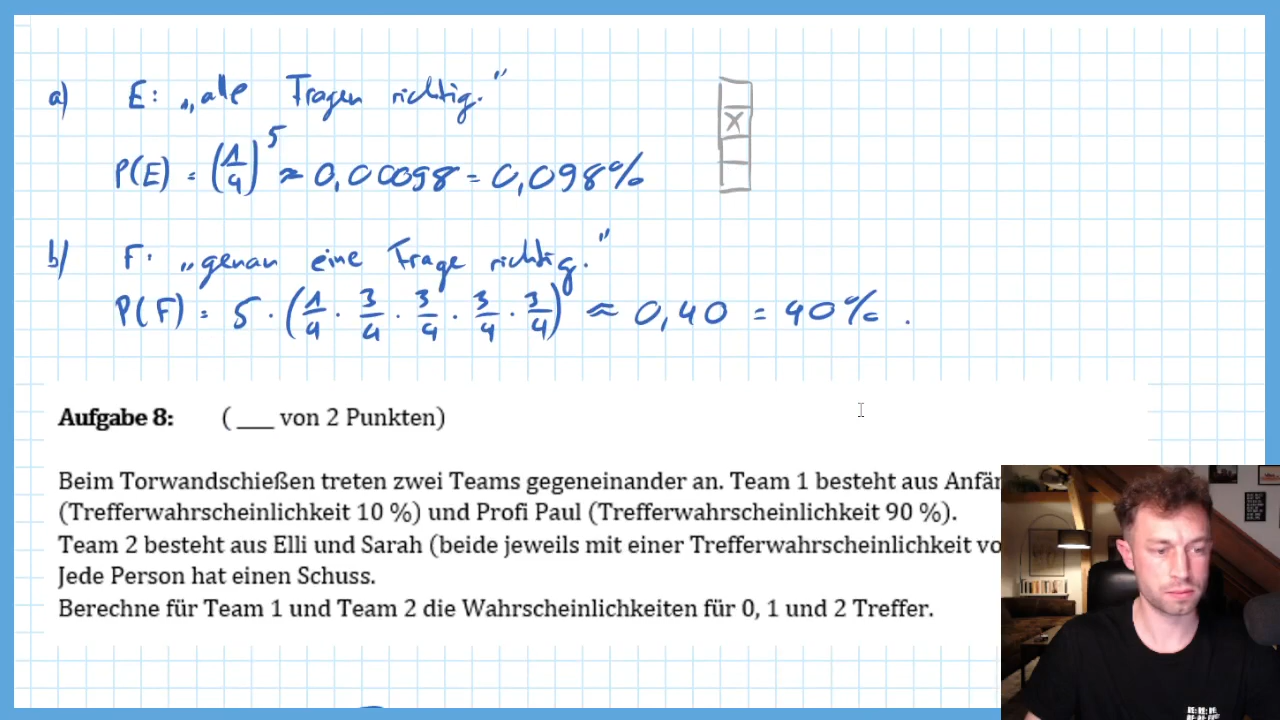 a) E: „alle Fragen richtig."
P(E) = (1/4)^5 ≈ 0,00098 = 0,098%
X
b) F: „genau eine Frage richtig."
P(F) = 5 · (1/4 · 3/4 · 3/4 · 3/4 · 3/4) ≈ 0,40 = 40% .
Aufgabe 8: ( ___ von 2 Punkten)
Beim Torwandschießen treten zwei Teams gegeneinander an. Team 1 besteht aus
(Trefferwahrscheinlichkeit 10 %) und Profi Paul (Trefferwahrscheinlichkeit 90 %).
Team 2 besteht aus Elli und Sarah (beide jeweils mit einer Trefferwahrscheinlichkeit
Jede Person hat einen Schuss.
Berechne für Team 1 und Team 2 die Wahrscheinlichkeiten für 0, 1 und 2 Treffer.